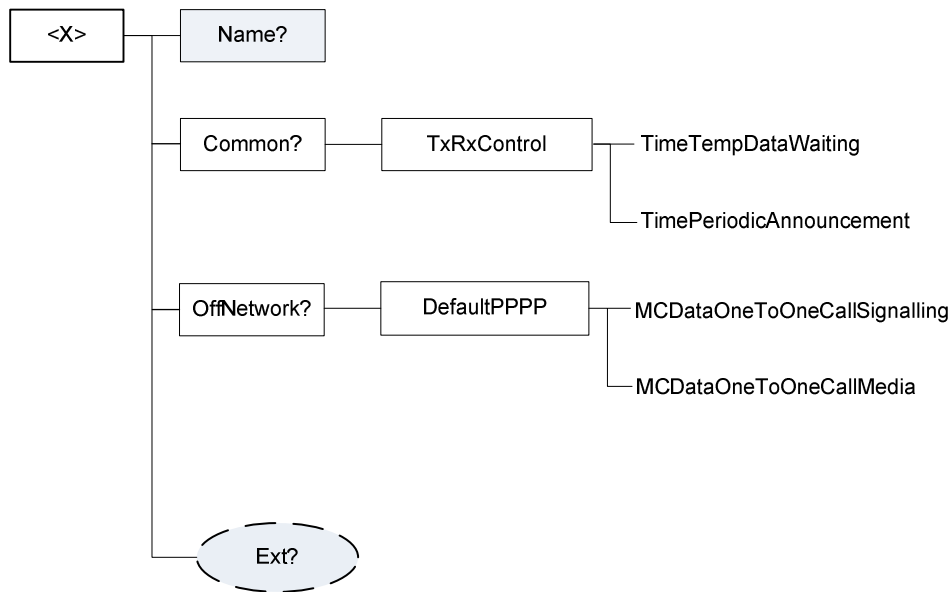 <X>
Name?
Common?
TxRxControl
TimeTempDataWaiting
TimePeriodicAnnouncement
OffNetwork?
DefaultPPPP
MCDataOneToOneCallSignalling
MCDataOneToOneCallMedia
Ext?